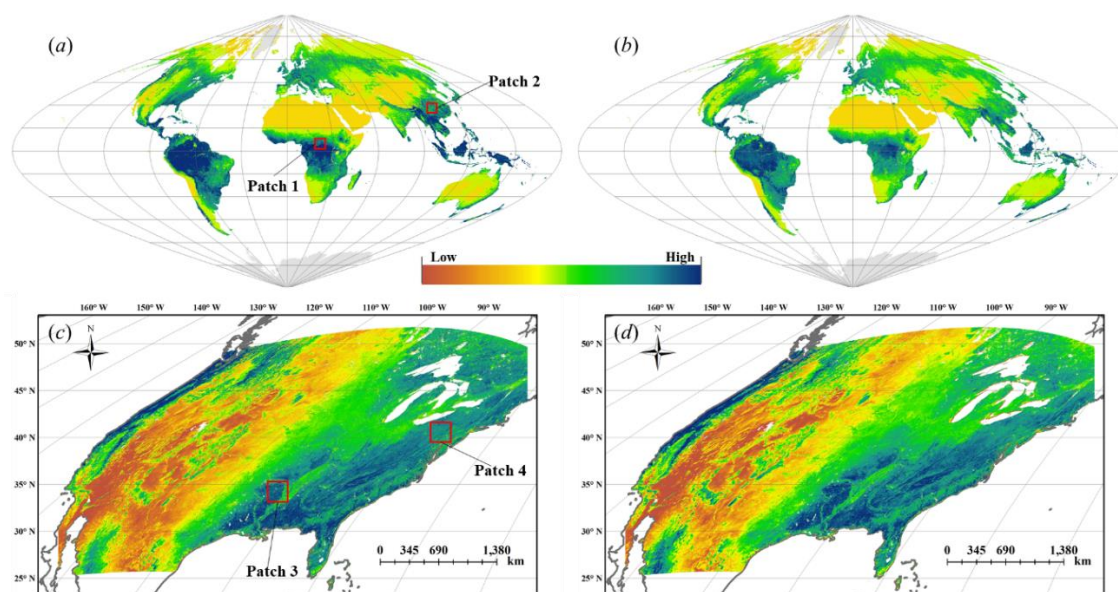 (a)
(b)
Patch 2
Patch 1
Low High
160° W 150° W 140° W 130° W 120° W 110° W 100° W 90° W
160° W 150° W 140° W 130° W 120° W 110° W 100° W 90° W
(c)
(d)
N
N
50° N
50° N
45° N
45° N
40° N
40° N
Patch 4
35° N
35° N
30° N
30° N
0 345 690 1,380
km
0 345 690 1,380
km
Patch 3
25° N
25° N